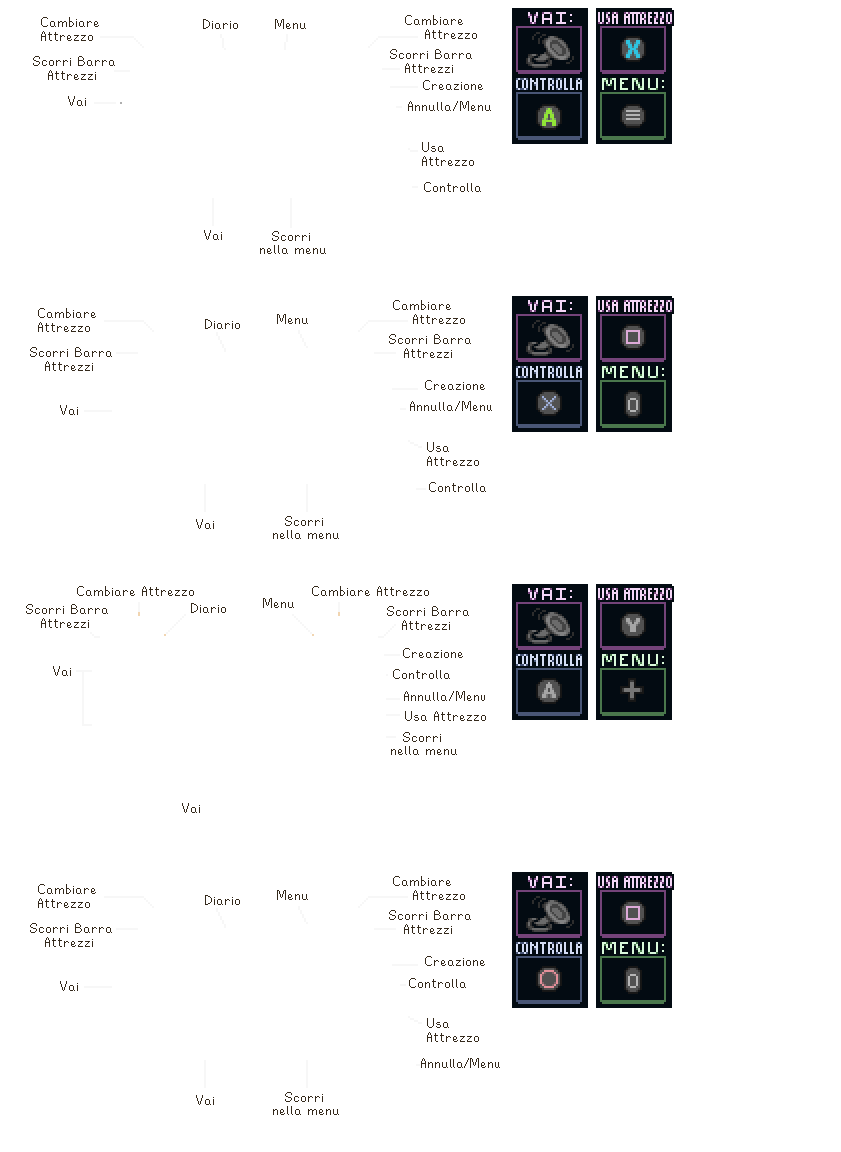 Cambiare
Attrezzo
Scorri Barra
Attrezzi
Vai
Diario
Menu
Cambiare
Attrezzo
Scorri Barra
Attrezzi
Creazione
Annulla/Menu
Usa
Attrezzo
Controlla
Vai
Scorri
nella menu
VAI:
USA ATTREZZO
CONTROLLA
MENU:
X
A
Cambiare
Attrezzo
Scorri Barra
Attrezzi
Vai
Diario
Menu
Cambiare
Attrezzo
Scorri Barra
Attrezzi
Creazione
Annulla/Menu
Usa
Attrezzo
Controlla
Vai
Scorri
nella menu
VAI:
USA ATTREZZO
CONTROLLA
MENU:
Cambiare Attrezzo
Scorri Barra
Attrezzi
Diario
Vai
Menu
Cambiare Attrezzo
Scorri Barra
Attrezzi
Creazione
Controlla
Annulla/Menu
Usa Attrezzo
Scorri
nella menu
Vai
VAI:
USA ATTREZZO
Y
CONTROLLA
MENU:
A
Cambiare
Attrezzo
Scorri Barra
Attrezzi
Vai
Diario
Menu
Cambiare
Attrezzo
Scorri Barra
Attrezzi
Creazione
Controlla
Usa
Attrezzo
Annulla/Menu
Vai
Scorri
nella menu
VAI:
USA ATTREZZO
CONTROLLA
MENU: